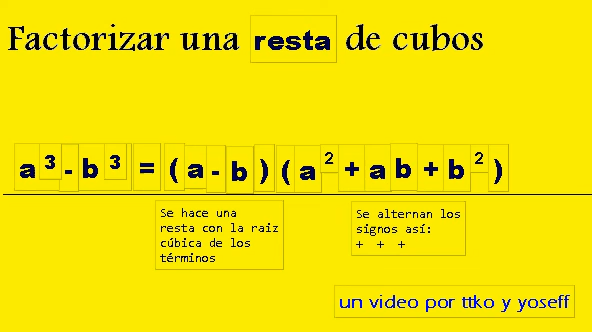 Factorizar una resta de cubos
a³-b³ = (a-b)(a²+ab+b²)
Se hace una
resta con la raiz
cúbica de los
términos
Se alternan los
signos así:
+ + +
un video por ttko y yoseff